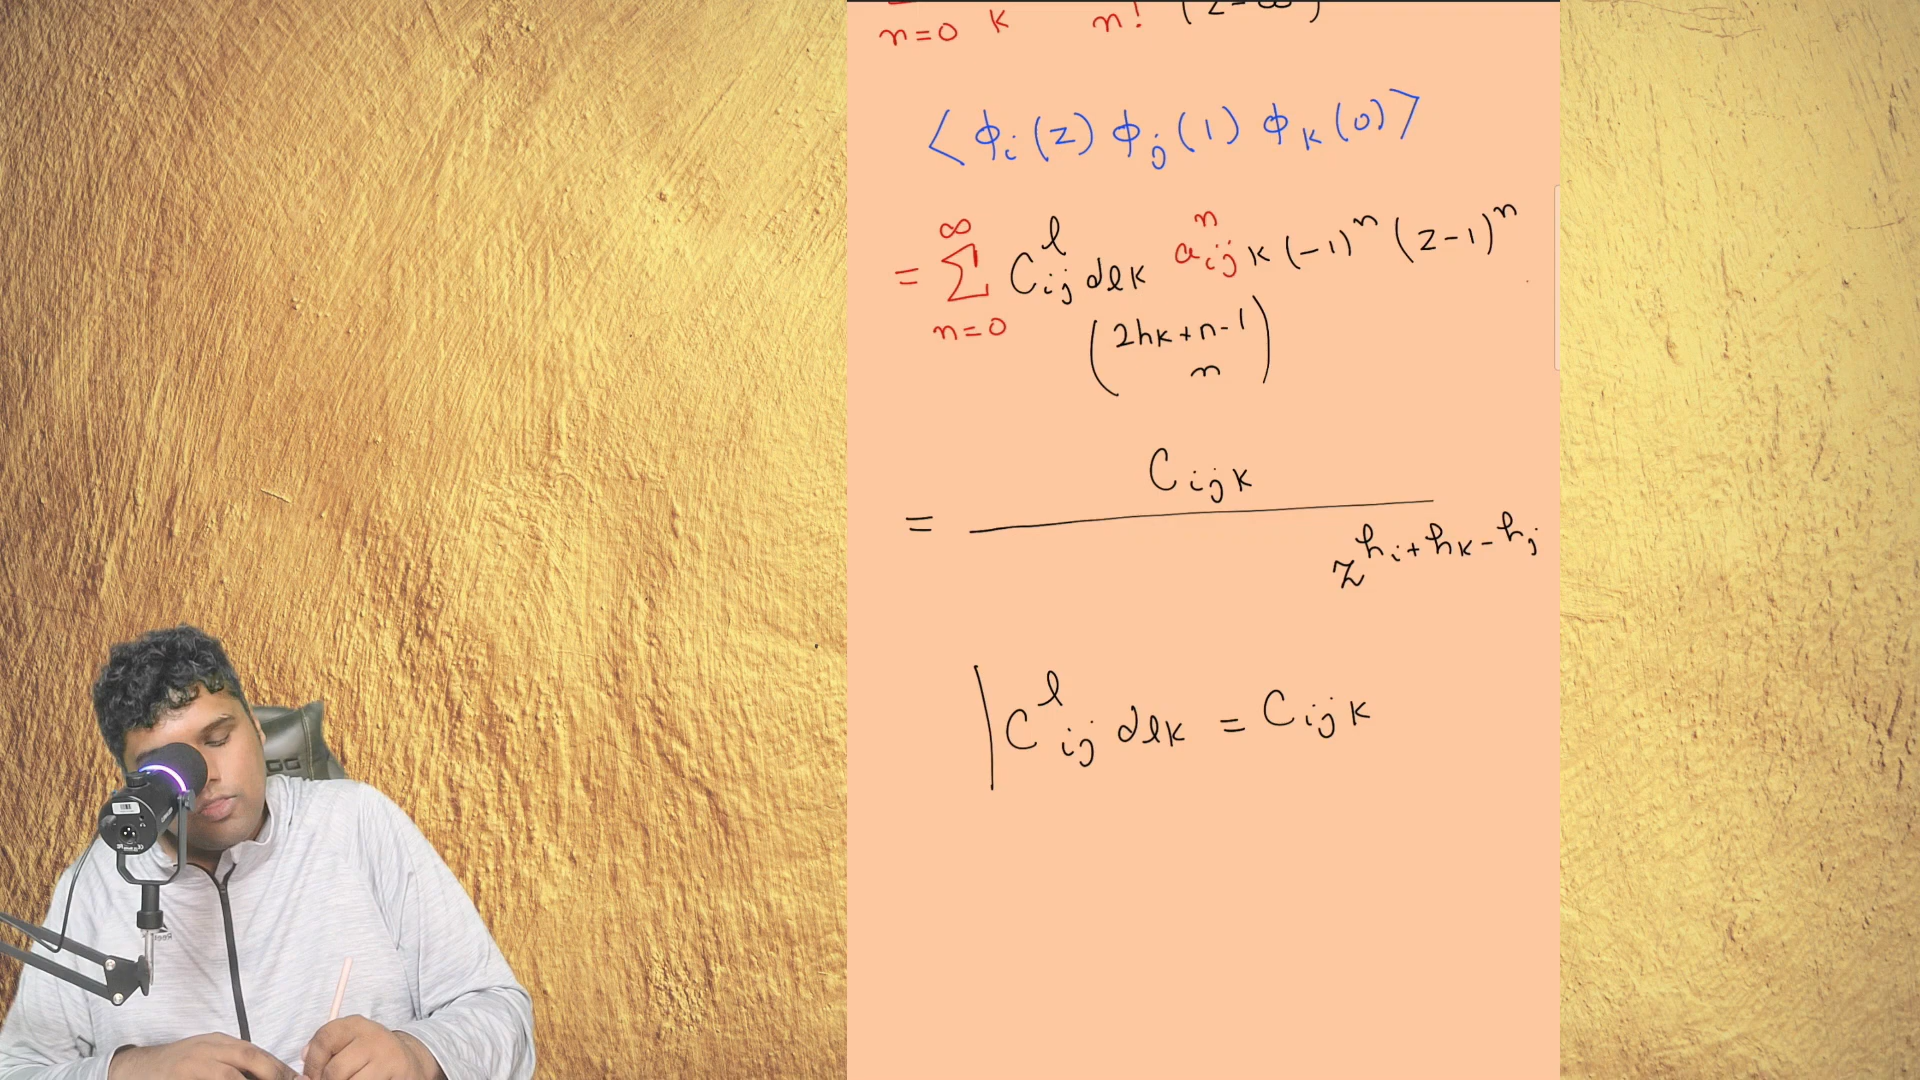 n=0 k n! (z-∞)
⟨ϕ_i(z) ϕ_j(1) ϕ_k(0)⟩
= ∑_{n=0}^{∞} C^l_{ij} d_{lk} a^n_{ijk} (-1)^n (z-1)^n
(2h_k+n-1 n)
= C_{ijk} / z^{h_i+h_k-h_j}
C^l_{ij} d_{lk} = C_{ijk}